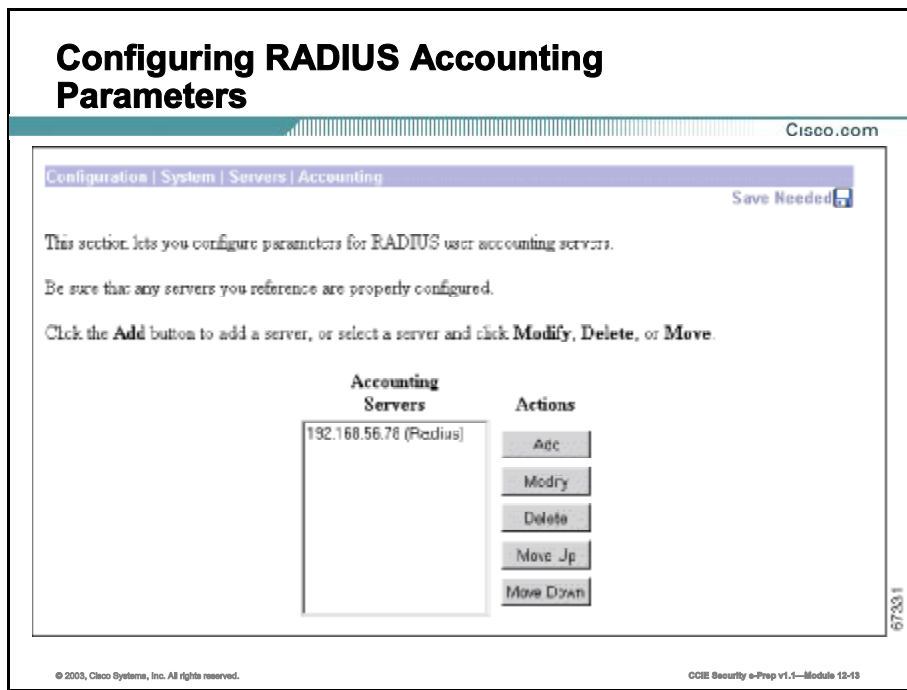 Configuring RADIUS Accounting
Parameters
Cisco.com
Configuration | System | Servers | Accounting
Save Needed
This section lets you configure parameters for RADIUS user accounting servers.
Be sure that any servers you reference are properly configured.
Click the Add button to add a server, or select a server and click Modify, Delete, or Move.
Accounting
Servers
Actions
192.168.56.78 (Radius)
Add
Modify
Delete
Move Up
Move Down
67331
© 2003, Cisco Systems, Inc. All rights reserved.
CCIE Security e-Prep v1.1—Module 12-13